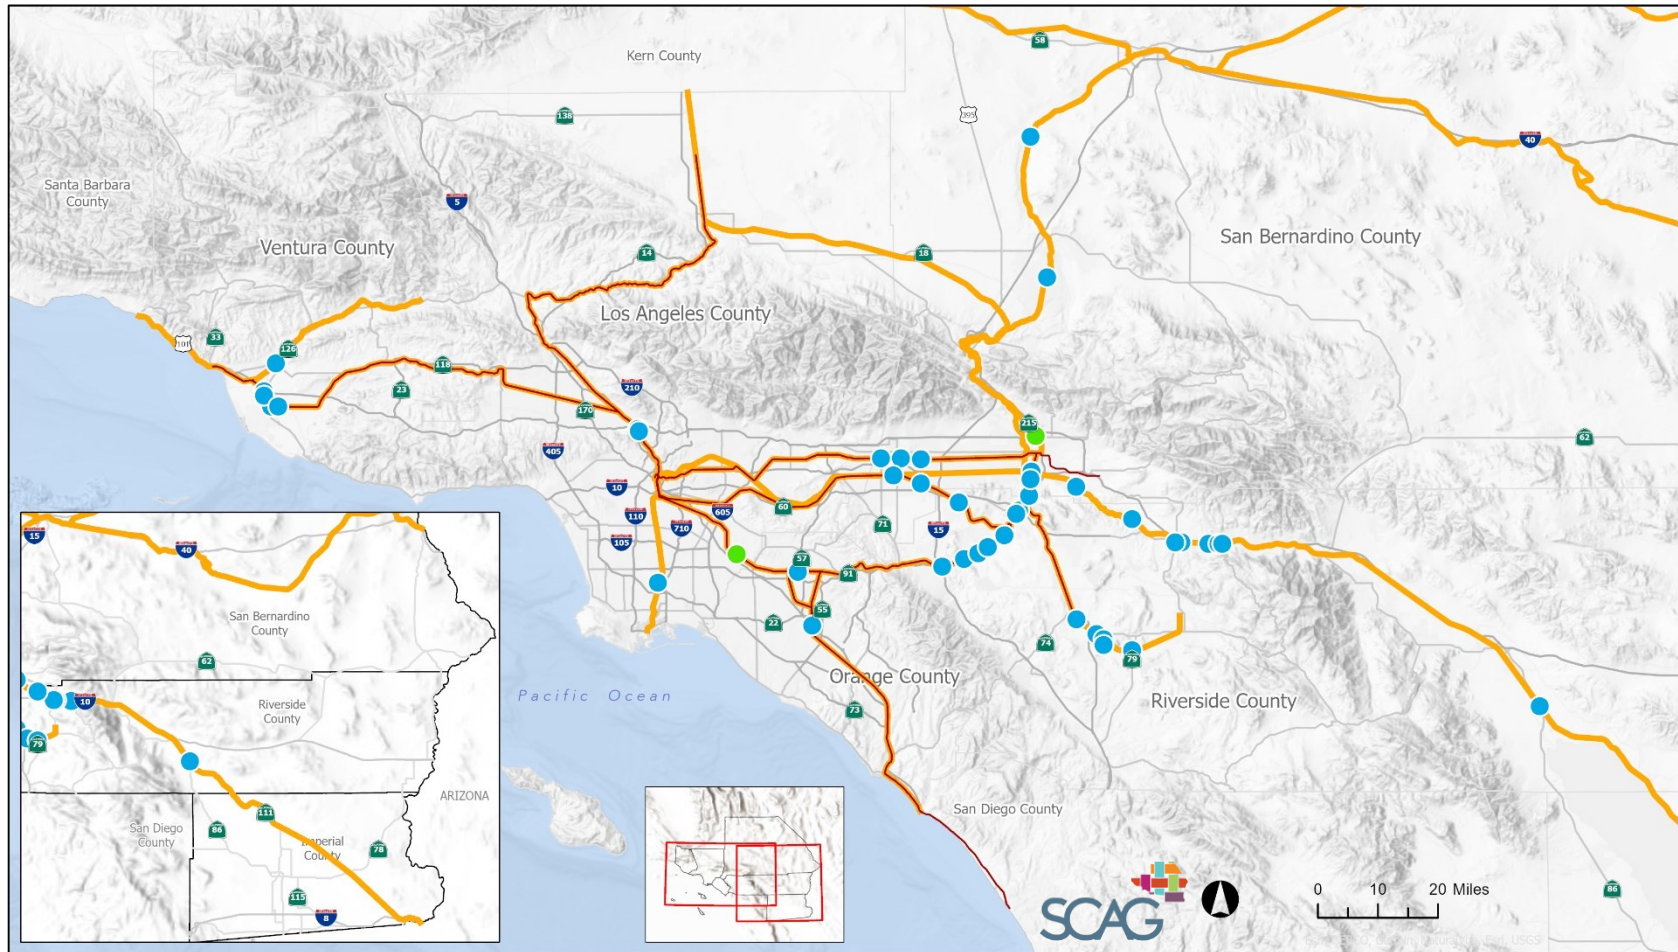 58
Kern County
138
395
40
Santa Barbara
County
5
Ventura County
San Bernardino County
14
18
Los Angeles County
33
101
126
118
210
23
170
215
62
405
10
110
605
60
71
15
710
105
57
91
55
22
74
79
Orange County
Riverside County
73
Pacific Ocean
San Diego County
86
15
40
San Bernardino
County
62
Riverside
County
10
79
ARIZONA
111
San Diego
County
86
Imperial
County
78
115
8
SCAG
0 10 20 Miles